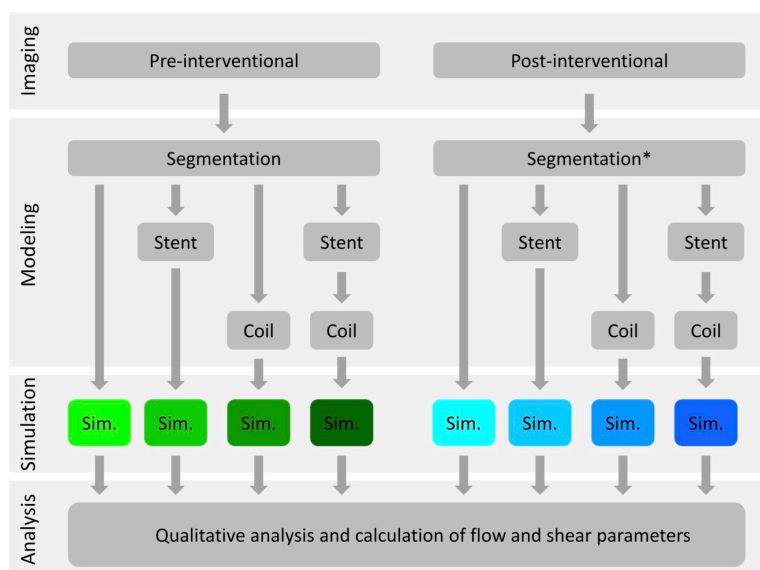 Imaging
Pre-interventional
Post-interventional
Modeling
Segmentation
Segmentation*
Stent
Stent
Stent
Stent
Coil
Coil
Coil
Coil
Simulation
Sim.
Sim.
Sim.
Sim.
Sim.
Sim.
Sim.
Sim.
Analysis
Qualitative analysis and calculation of flow and shear parameters